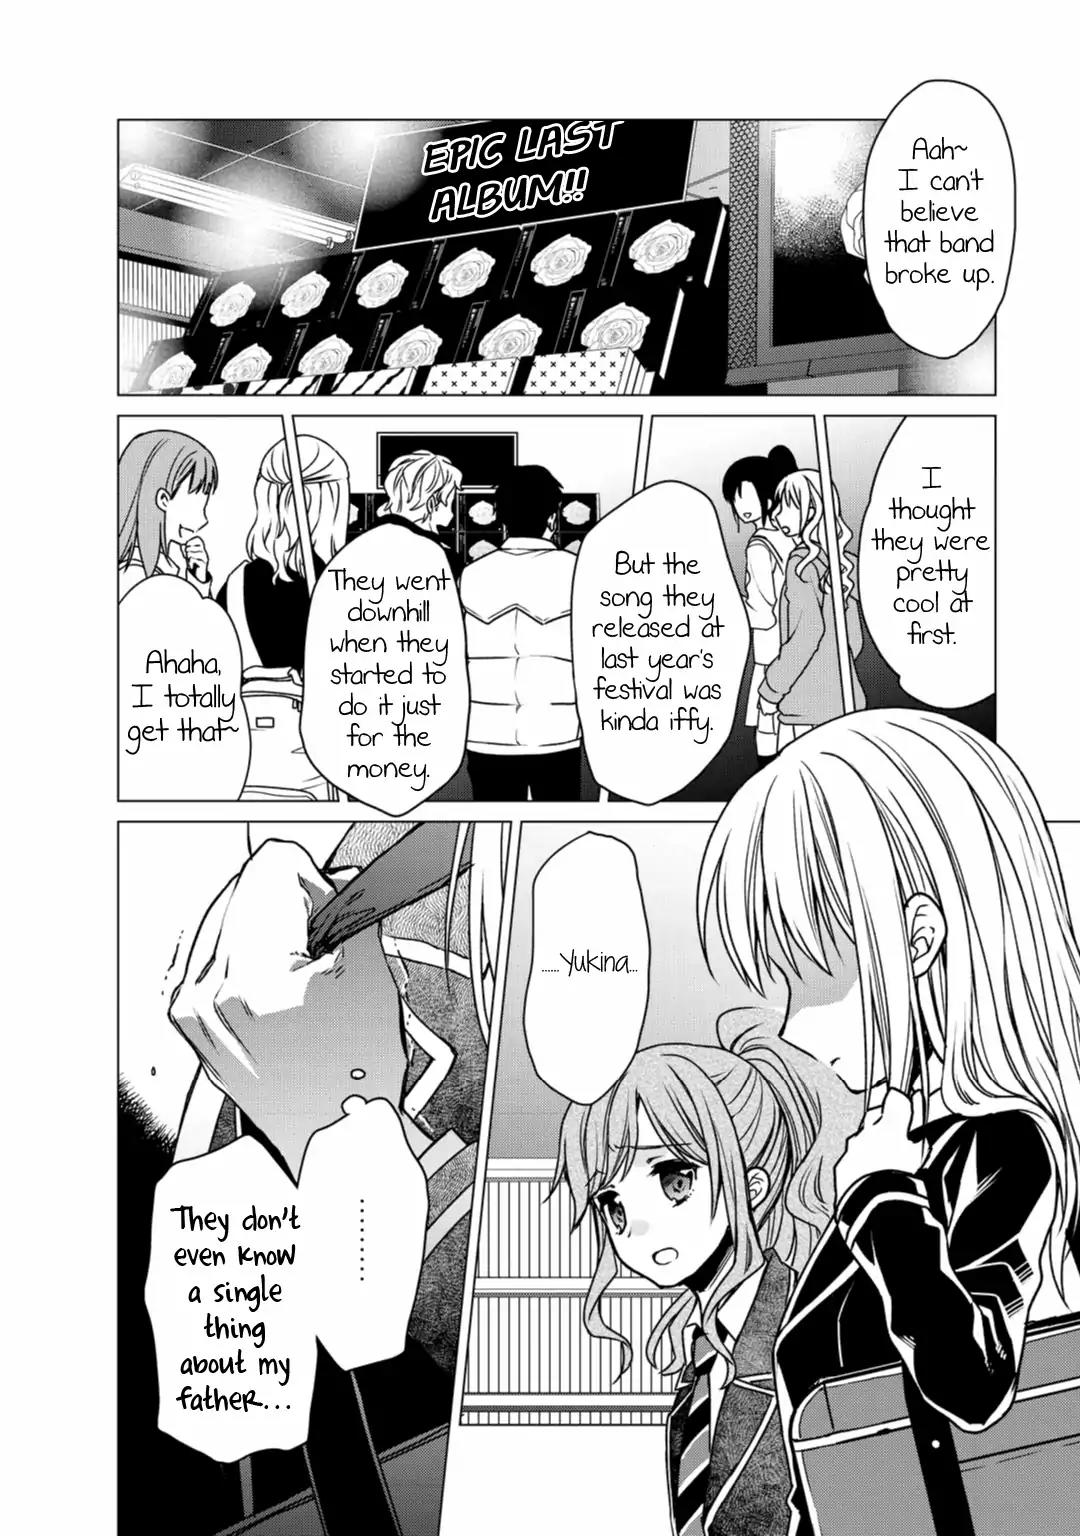 Aah~
I can't
believe
that band
broke up.
EPIC LAST
ALBUM!!
I
thought
they were
pretty
cool at
first.
But the
song they
released at
last year's
festival was
kinda iffy.
They went
downhill
when they
started to
do it just
for the
money.
Ahaha,
I totally
get that~
......Yukina...
.........
They don't
even know
a single
thing
about my
father...